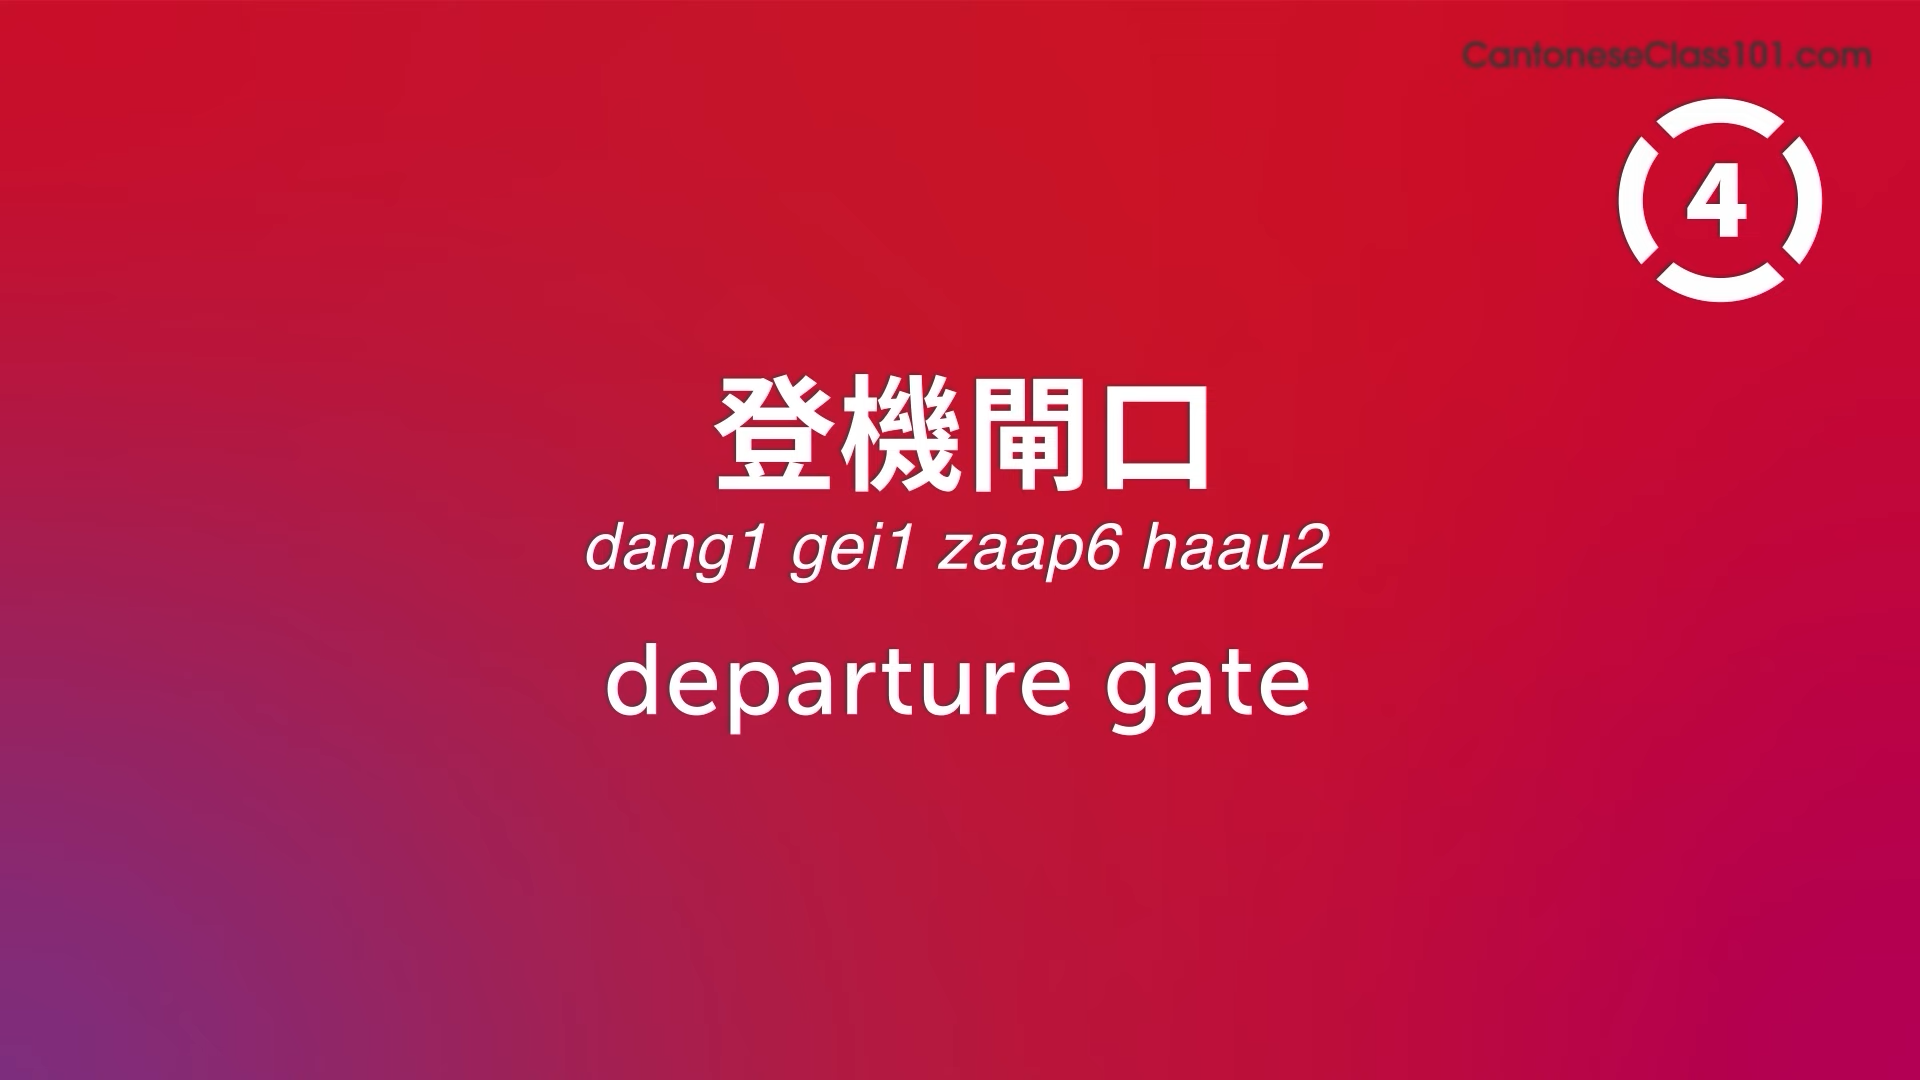 CantoneseClass101.com
4
登機閘口
dang1 gei1 zaap6 haau2
departure gate